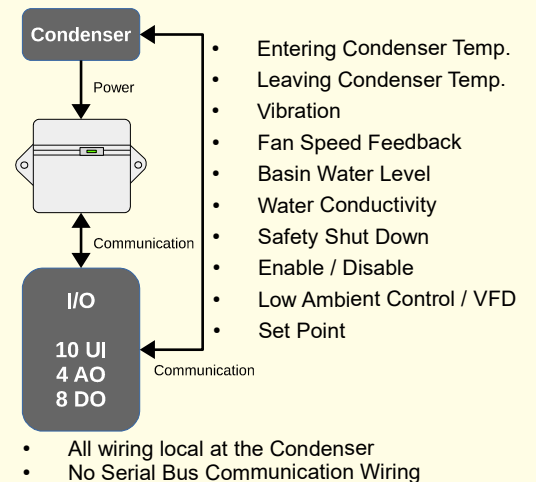 Condenser
Power
Communication
I/O
10 UI
4 AO
8 DO
Communication
• Entering Condenser Temp.
• Leaving Condenser Temp.
• Vibration
• Fan Speed Feedback
• Basin Water Level
• Water Conductivity
• Safety Shut Down
• Enable / Disable
• Low Ambient Control / VFD
• Set Point
• All wiring local at the Condenser
• No Serial Bus Communication Wiring